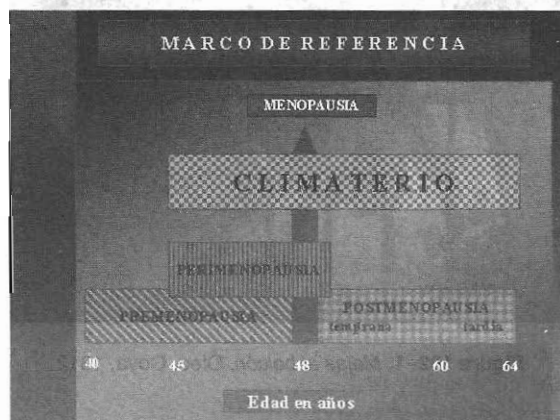 MARCO DE REFERENCIA
MENOPAUSIA
CLIMATERIO
PERIMENOPAUSIA
PREMENOPAUSIA
POSTMENOPAUSIA
temprana tardía
40 45 48 60 64
Edad en años